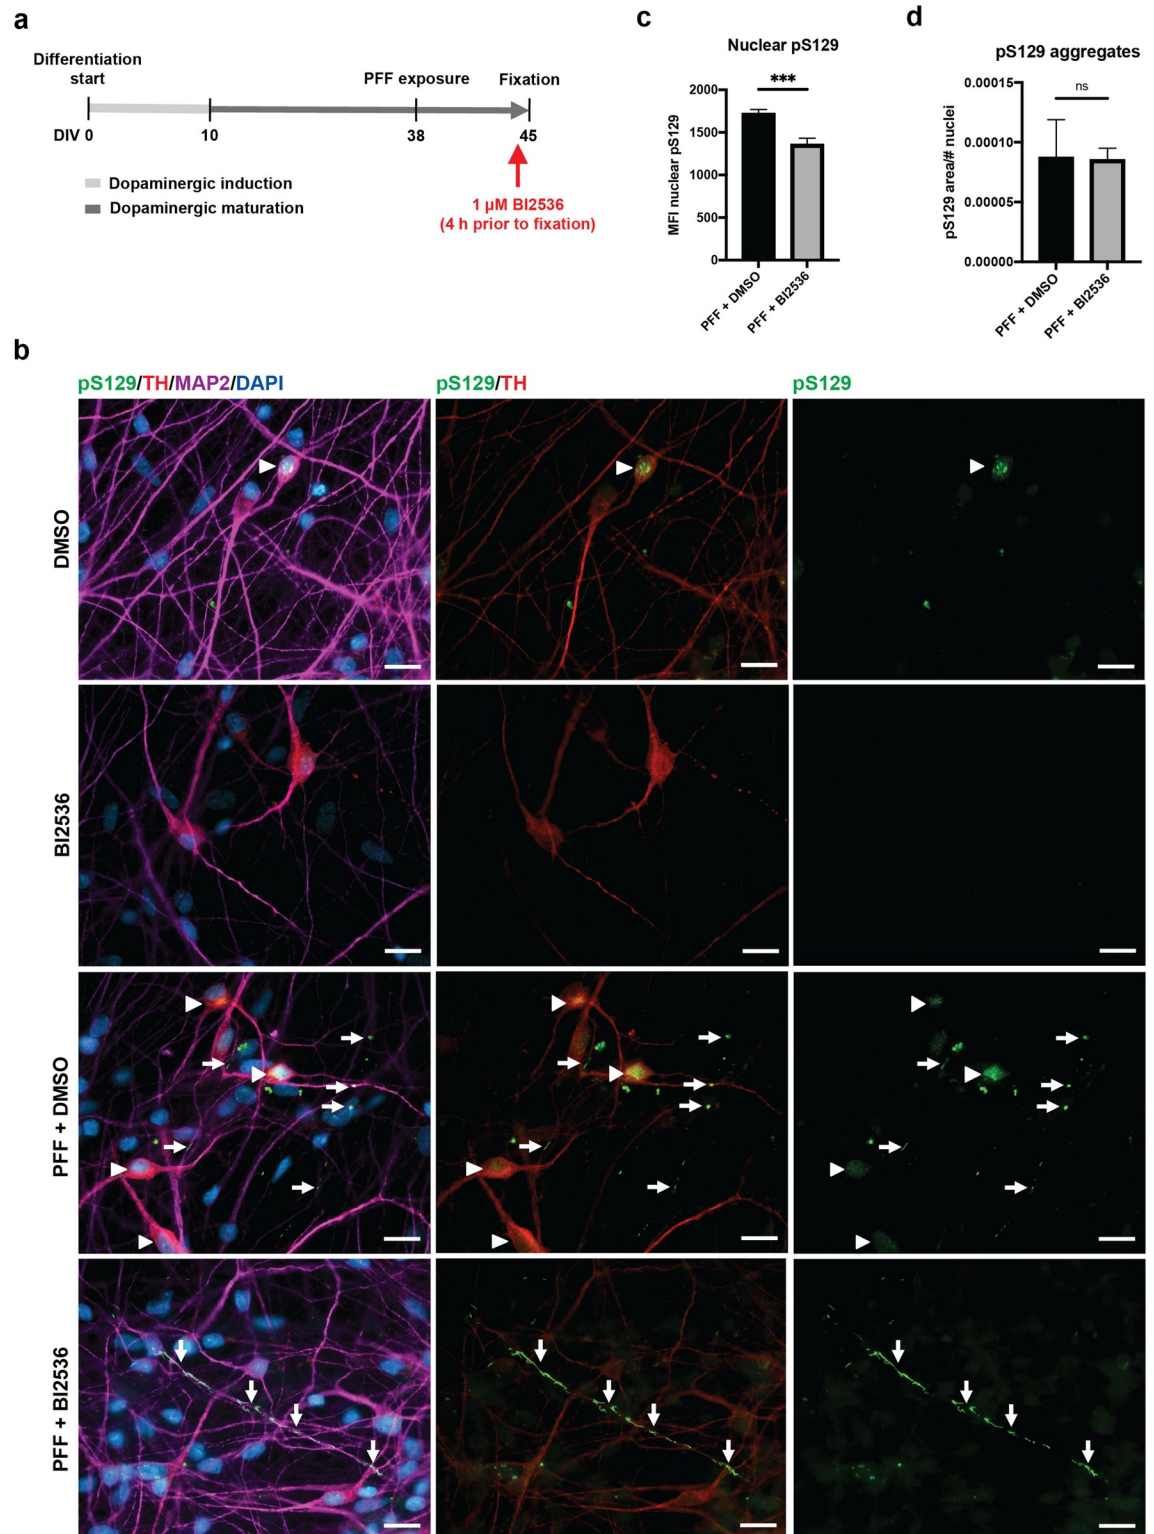 a
Differentiation
start
PFF exposure
Fixation
DIV 0
10
38
45
Dopaminergic induction
Dopaminergic maturation
1 µM BI2536
(4 h prior to fixation)
c
Nuclear pS129
***
MFI nuclear pS129
2000
1500
1000
500
0
PFF + DMSO
PFF + BI2536
d
pS129 aggregates
ns
pS129 area/# nuclei
0.00015
0.00010
0.00005
0.00000
PFF + DMSO
PFF + BI2536
b
pS129/TH/MAP2/DAPI
pS129/TH
pS129
DMSO
BI2536
PFF + DMSO
PFF + BI2536